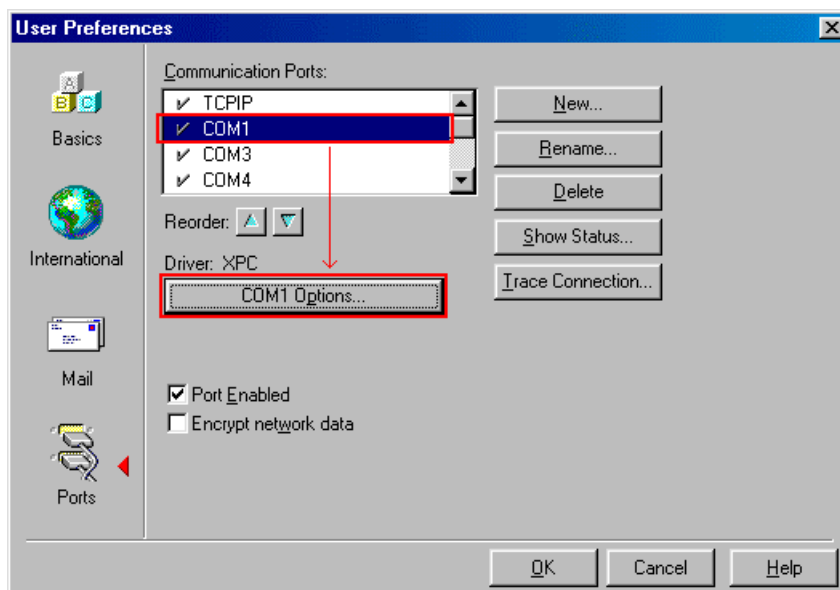 User Preferences
A
B C
Basics
International
Mail
Ports
Communication Ports:
TCPIP
COM1
COM3
COM4
Reorder:
Driver: XPC
COM1 Options...
Port Enabled
Encrypt network data
New...
Rename...
Delete
Show Status...
Trace Connection...
OK
Cancel
Help